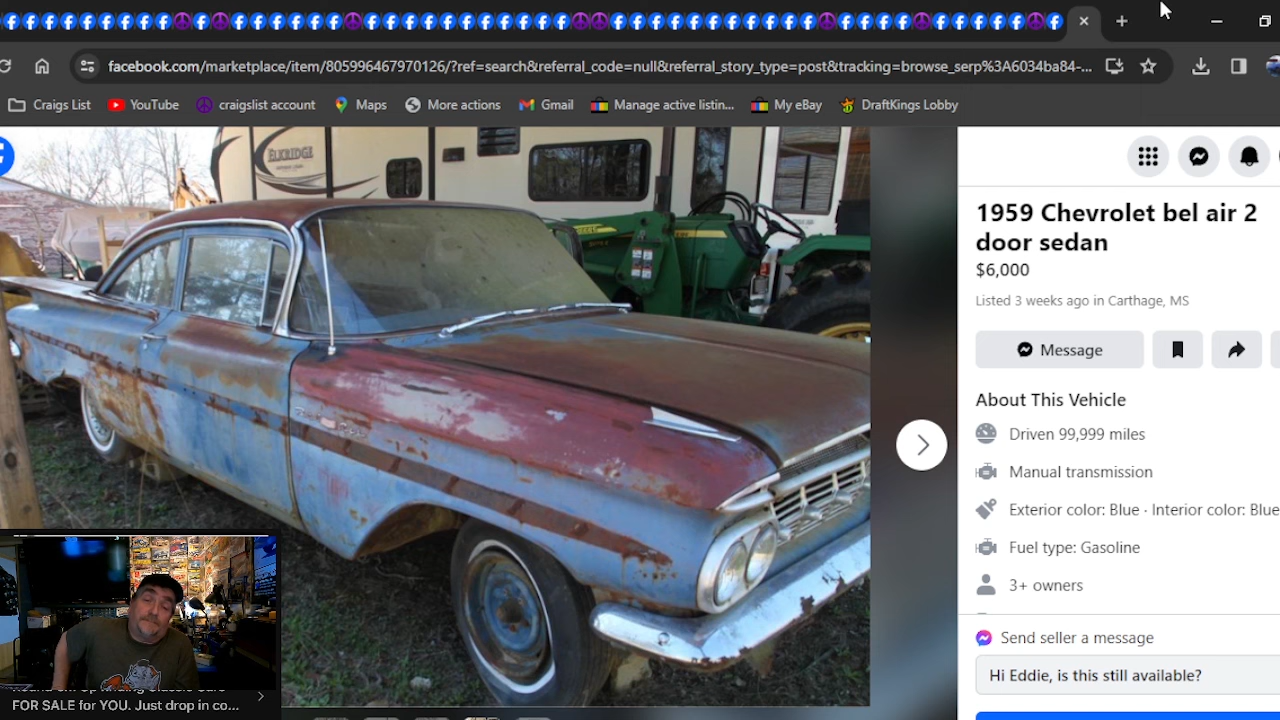 facebook.com/marketplace/item/805996467970126/?ref=search&referral_code=null&referral_story_type=post&tracking=browse_serp%3A6034ba84-...
Craigs List YouTube craigslist account Maps More actions Gmail Manage active listin... My eBay DraftKings Lobby
ELKRIDGE
1959 Chevrolet bel air 2
door sedan
$6,000
Listed 3 weeks ago in Carthage, MS
Message
About This Vehicle
Driven 99,999 miles
Manual transmission
Exterior color: Blue · Interior color: Blue
Fuel type: Gasoline
3+ owners
Send seller a message
Hi Eddie, is this still available?
FOR SALE for YOU. Just drop in co...